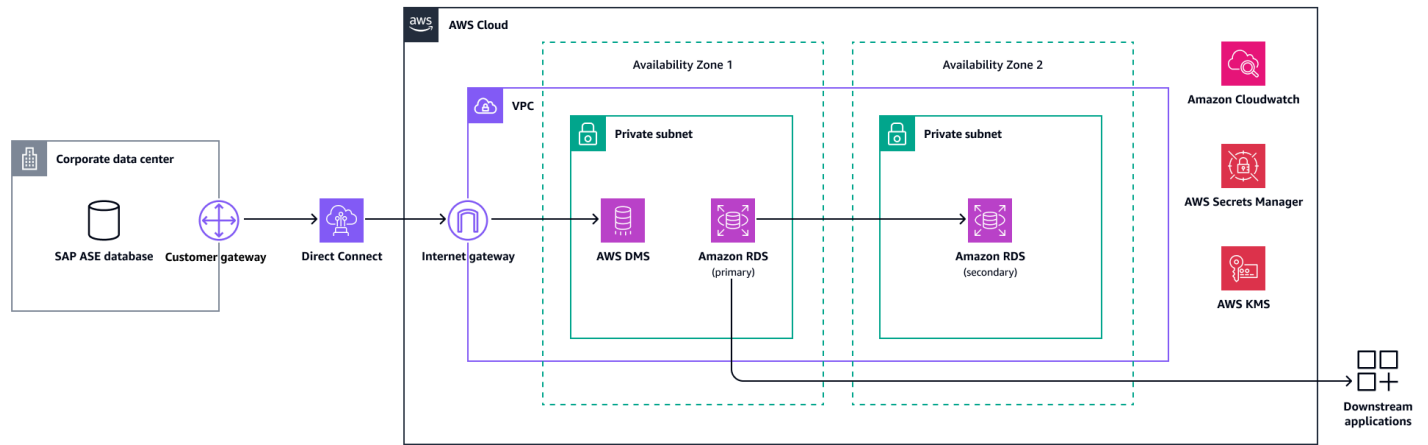 aws
AWS Cloud
Availability Zone 1
Availability Zone 2
Amazon Cloudwatch
VPC
Private subnet
Private subnet
Corporate data center
AWS Secrets Manager
SAP ASE database
Customer gateway
Direct Connect
Internet gateway
AWS DMS
Amazon RDS
(primary)
Amazon RDS
(secondary)
AWS KMS
Downstream
applications